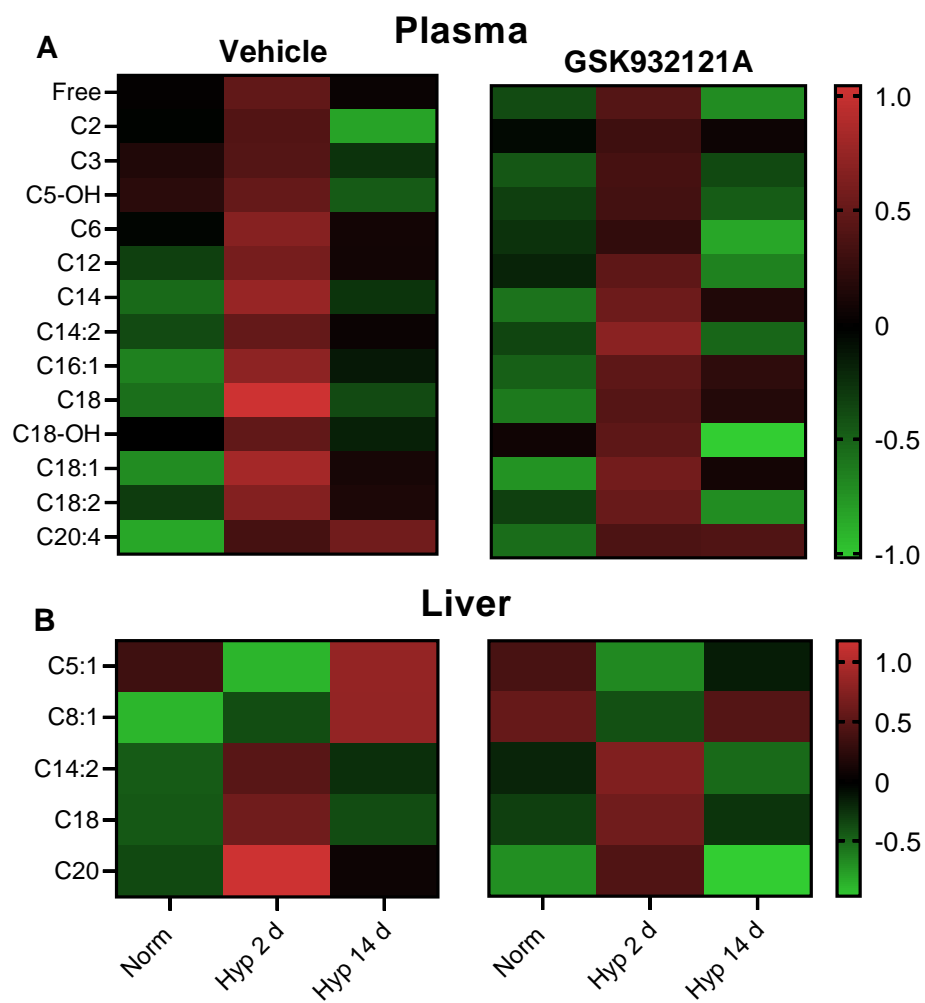 Plasma
A
Vehicle
GSK932121A
Free
C2
C3
C5-OH
C6
C12
C14
C14:2
C16:1
C18
C18-OH
C18:1
C18:2
C20:4
1.0
0.5
0
-0.5
-1.0
Liver
B
C5:1
C8:1
C14:2
C18
C20
1.0
0.5
0
-0.5
Norm
Hyp 2 d
Hyp 14 d
Norm
Hyp 2 d
Hyp 14 d